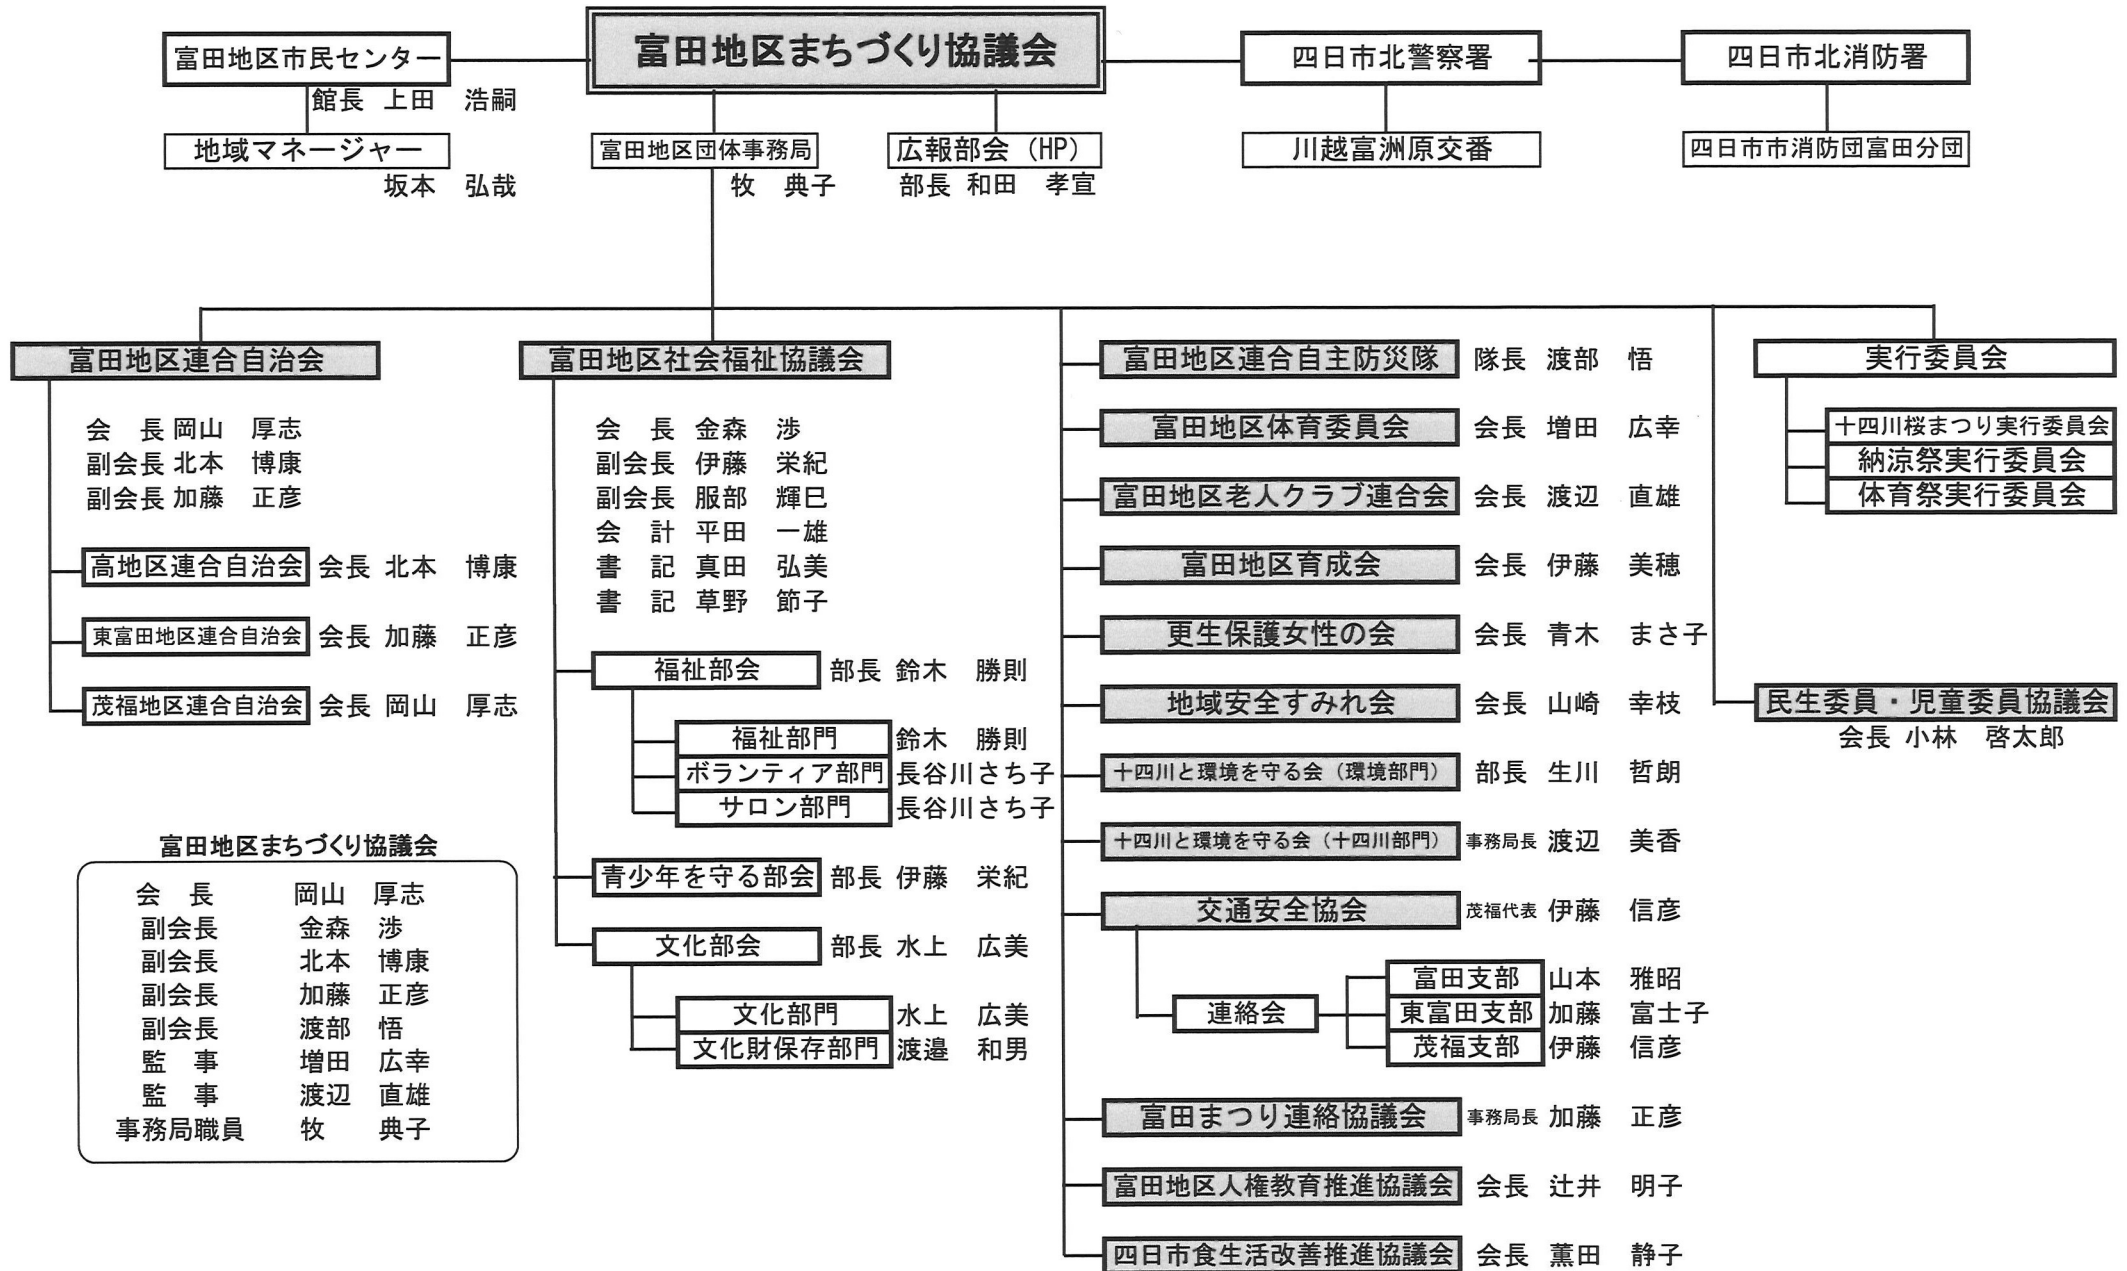 富田地区まちづくり協議会
富田地区市民センター
館長 上田 浩嗣
地域マネージャー
坂本 弘哉
富田地区団体事務局
牧 典子
広報部会（HP）
部長 和田 孝宣
四日市北警察署
川越富洲原交番
四日市北消防署
四日市市消防団富田分団
富田地区連合自治会
会 長 岡山 厚志
副会長 北本 博康
副会長 加藤 正彦
高地区連合自治会 会長 北本 博康
東富田地区連合自治会 会長 加藤 正彦
茂福地区連合自治会 会長 岡山 厚志
富田地区まちづくり協議会
会 長 岡山 厚志
副会長 金森 渉
副会長 北本 博康
副会長 加藤 正彦
副会長 渡部 悟
監 事 増田 広幸
監 事 渡辺 直雄
事務局職員 牧 典子
富田地区社会福祉協議会
会 長 金森 渉
副会長 伊藤 栄紀
副会長 服部 輝巳
会 計 平田 一雄
書 記 真田 弘美
書 記 草野 節子
福祉部会 部長 鈴木 勝則
福祉部門 鈴木 勝則
ボランティア部門 長谷川さち子
サロン部門 長谷川さち子
青少年を守る部会 部長 伊藤 栄紀
文化部会 部長 水上 広美
文化部門 水上 広美
文化財保存部門 渡邉 和男
富田地区連合自主防災隊 隊長 渡部 悟
富田地区体育委員会 会長 増田 広幸
富田地区老人クラブ連合会 会長 渡辺 直雄
富田地区育成会 会長 伊藤 美穂
更生保護女性の会 会長 青木 まさ子
地域安全すみれ会 会長 山崎 幸枝
十四川と環境を守る会（環境部門） 部長 生川 哲朗
十四川と環境を守る会（十四川部門） 事務局長 渡辺 美香
交通安全協会 茂福代表 伊藤 信彦
連絡会
富田支部 山本 雅昭
東富田支部 加藤 富士子
茂福支部 伊藤 信彦
富田まつり連絡協議会 事務局長 加藤 正彦
富田地区人権教育推進協議会 会長 辻井 明子
四日市食生活改善推進協議会 会長 薫田 静子
実行委員会
十四川桜まつり実行委員会
納涼祭実行委員会
体育祭実行委員会
民生委員・児童委員協議会
会長 小林 啓太郎